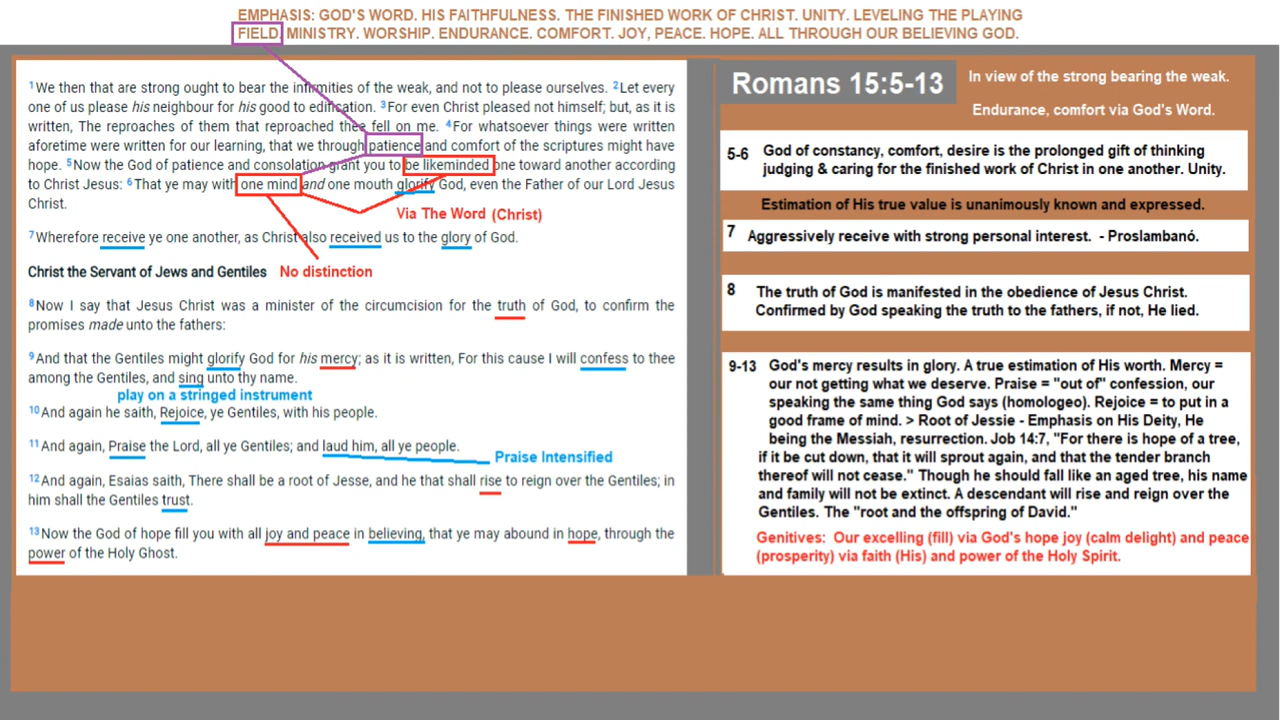 EMPHASIS: GOD'S WORD. HIS FAITHFULNESS. THE FINISHED WORK OF CHRIST. UNITY. LEVELING THE PLAYING
FIELD. MINISTRY. WORSHIP. ENDURANCE. COMFORT. JOY, PEACE. HOPE. ALL THROUGH OUR BELIEVING GOD.
1We then that are strong ought to bear the infirmities of the weak, and not to please ourselves. 2Let every
one of us please his neighbour for his good to edification. 3For even Christ pleased not himself; but, as it is
written, The reproaches of them that reproached thee fell on me. 4For whatsoever things were written
aforetime were written for our learning, that we through patience and comfort of the scriptures might have
hope. 5Now the God of patience and consolation grant you to be likeminded one toward another according
to Christ Jesus: 6That ye may with one mind and one mouth glorify God, even the Father of our Lord Jesus
Christ.
Via The Word (Christ)
7Wherefore receive ye one another, as Christ also received us to the glory of God.
Christ the Servant of Jews and Gentiles
No distinction
8Now I say that Jesus Christ was a minister of the circumcision for the truth of God, to confirm the
promises made unto the fathers:
9And that the Gentiles might glorify God for his mercy; as it is written, For this cause I will confess to thee
among the Gentiles, and sing unto thy name.
play on a stringed instrument
10And again he saith, Rejoice, ye Gentiles, with his people.
11And again, Praise the Lord, all ye Gentiles; and laud him, all ye people.
Praise Intensified
12And again, Esaias saith, There shall be a root of Jesse, and he that shall rise to reign over the Gentiles; in
him shall the Gentiles trust.
13Now the God of hope fill you with all joy and peace in believing, that ye may abound in hope, through the
power of the Holy Ghost.
Romans 15:5-13
In view of the strong bearing the weak.
Endurance, comfort via God's Word.
5-6 God of constancy, comfort, desire is the prolonged gift of thinking
judging & caring for the finished work of Christ in one another. Unity.
Estimation of His true value is unanimously known and expressed.
7 Aggressively receive with strong personal interest. - Proslambanó.
8 The truth of God is manifested in the obedience of Jesus Christ.
Confirmed by God speaking the truth to the fathers, if not, He lied.
9-13 God's mercy results in glory. A true estimation of His worth. Mercy =
our not getting what we deserve. Praise = "out of" confession, our
speaking the same thing God says (homologeo). Rejoice = to put in a
good frame of mind. > Root of Jessie - Emphasis on His Deity, He
being the Messiah, resurrection. Job 14:7, "For there is hope of a tree,
if it be cut down, that it will sprout again, and that the tender branch
thereof will not cease." Though he should fall like an aged tree, his name
and family will not be extinct. A descendant will rise and reign over the
Gentiles. The "root and the offspring of David."
Genitives: Our excelling (fill) via God's hope joy (calm delight) and peace
(prosperity) via faith (His) and power of the Holy Spirit.